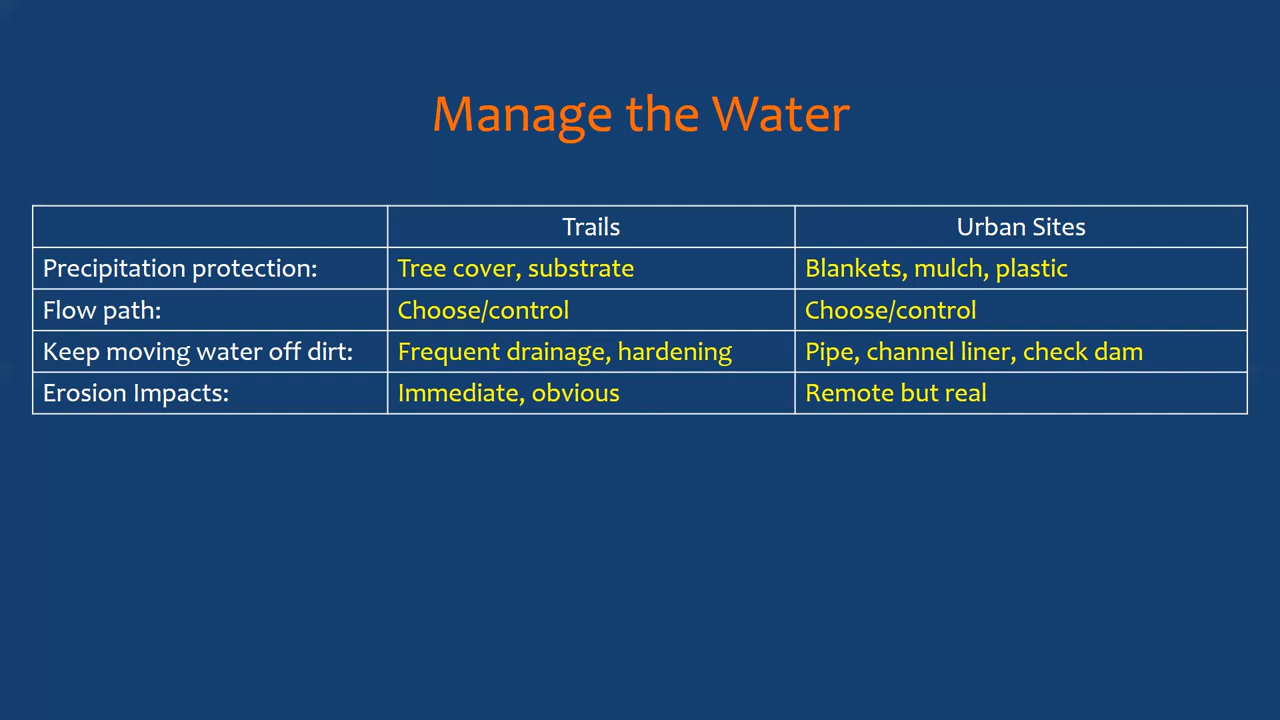 Manage the Water
Trails Urban Sites
Precipitation protection: Tree cover, substrate Blankets, mulch, plastic
Flow path: Choose/control Choose/control
Keep moving water off dirt: Frequent drainage, hardening Pipe, channel liner, check dam
Erosion Impacts: Immediate, obvious Remote but real